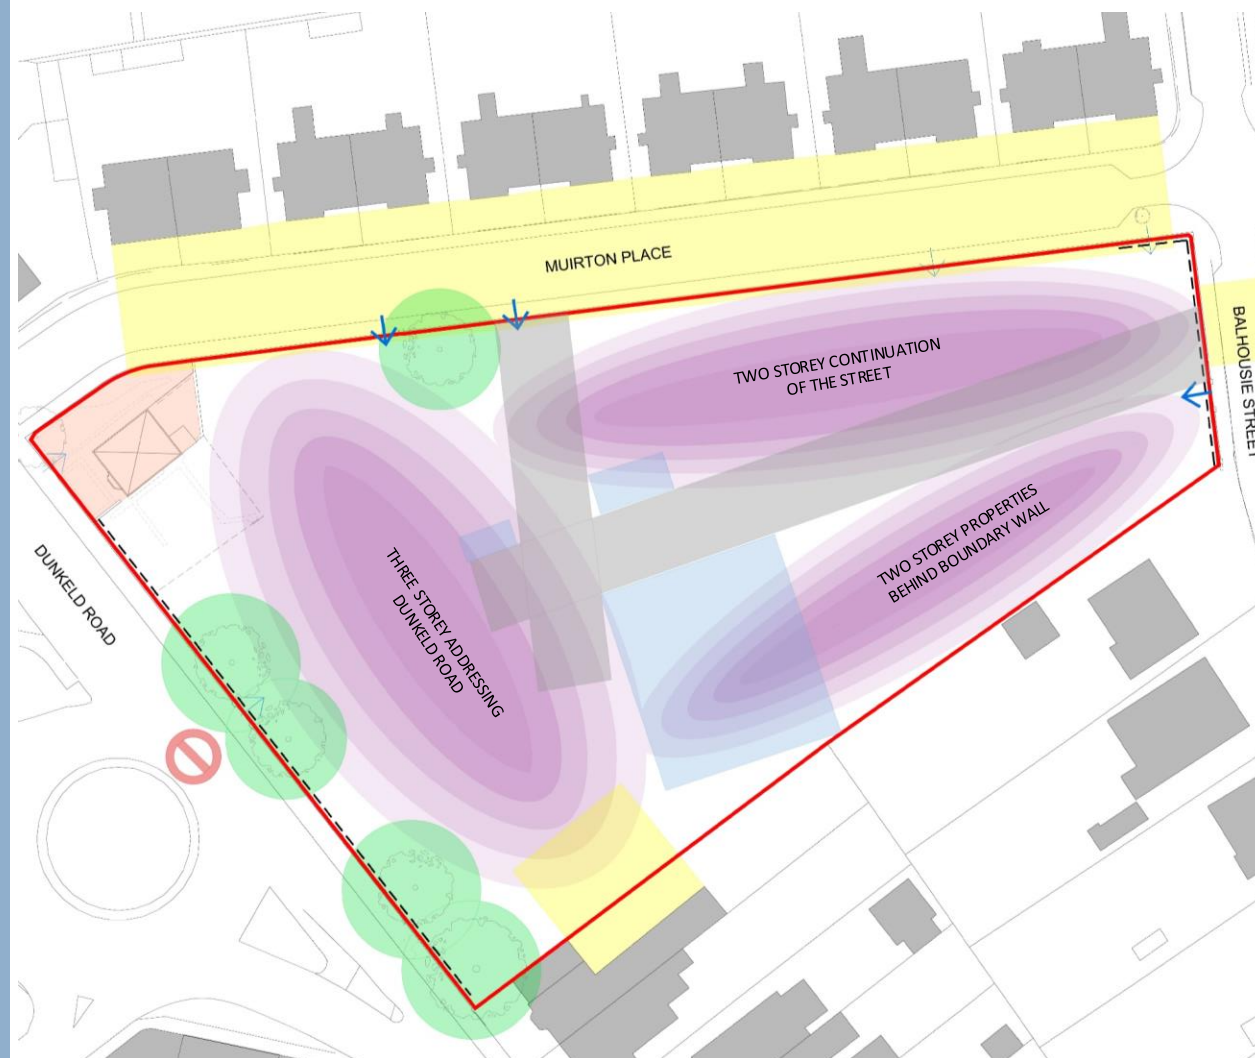 MUIRTON PLACE
BALHOUSIE STREET
TWO STOREY CONTINUATION
OF THE STREET
TWO STOREY PROPERTIES
BEHIND BOUNDARY WALL
THREE STOREY ADDRESSING
DUNKELD ROAD
DUNKELD ROAD